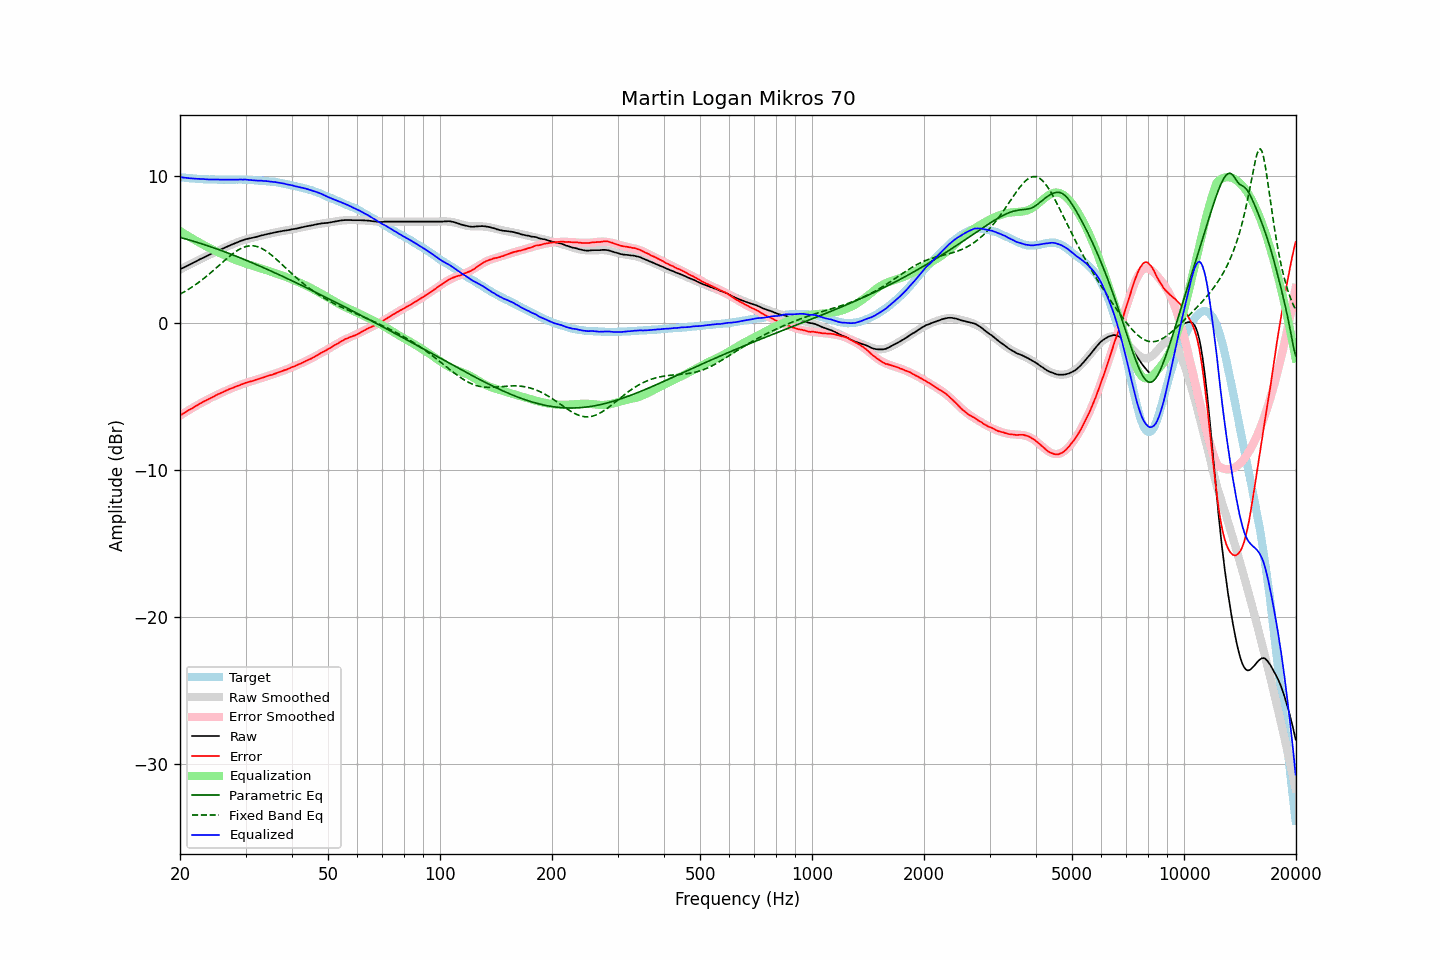 Martin Logan Mikros 70
Amplitude (dBr)
10
0
−10
−20
−30
Target
Raw Smoothed
Error Smoothed
Raw
Error
Equalization
Parametric Eq
Fixed Band Eq
Equalized
20 50 100 200 500 1000 2000 5000 10000 20000
Frequency (Hz)